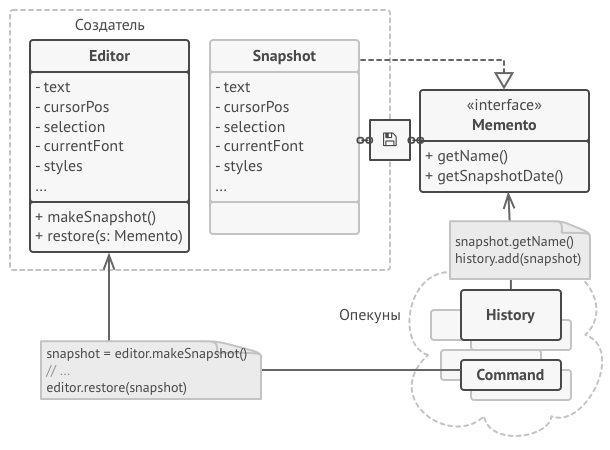 Создатель
Editor
- text
- cursorPos
- selection
- currentFont
- styles
...
+ makeSnapshot()
+ restore(s: Memento)
Snapshot
- text
- cursorPos
- selection
- currentFont
- styles
...
«interface»
Memento
+ getName()
+ getSnapshotDate()
snapshot.getName()
history.add(snapshot)
Опекуны
History
Command
snapshot = editor.makeSnapshot()
// ...
editor.restore(snapshot)